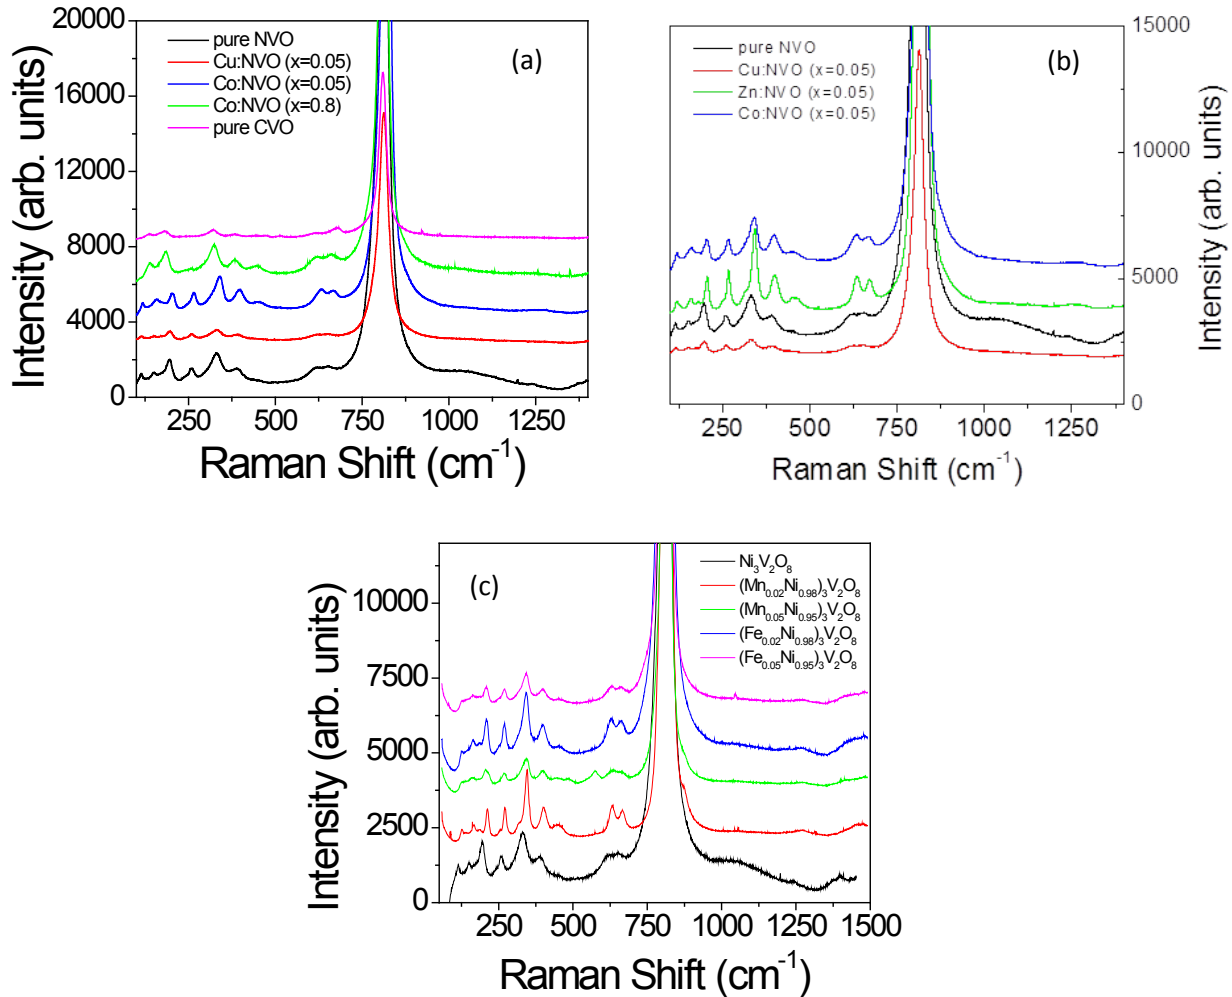 20000
16000
12000
8000
4000
0
Intensity (arb. units)
pure NVO
Cu:NVO (x=0.05)
Co:NVO (x=0.05)
Co:NVO (x=0.8)
pure CVO
(a)
250 500 750 1000 1250
Raman Shift (cm⁻¹)
pure NVO
Cu:NVO (x=0.05)
Zn:NVO (x=0.05)
Co:NVO (x=0.05)
(b)
15000
10000
5000
0
Intensity (arb. units)
250 500 750 1000 1250
Raman Shift (cm⁻¹)
(c)
Ni₃V₂O₈
(Mn₀.₀₂Ni₀.₉₈)₃V₂O₈
(Mn₀.₀₅Ni₀.₉₅)₃V₂O₈
(Fe₀.₀₂Ni₀.₉₈)₃V₂O₈
(Fe₀.₀₅Ni₀.₉₅)₃V₂O₈
10000
7500
5000
2500
0
Intensity (arb. units)
250 500 750 1000 1250 1500
Raman Shift (cm⁻¹)